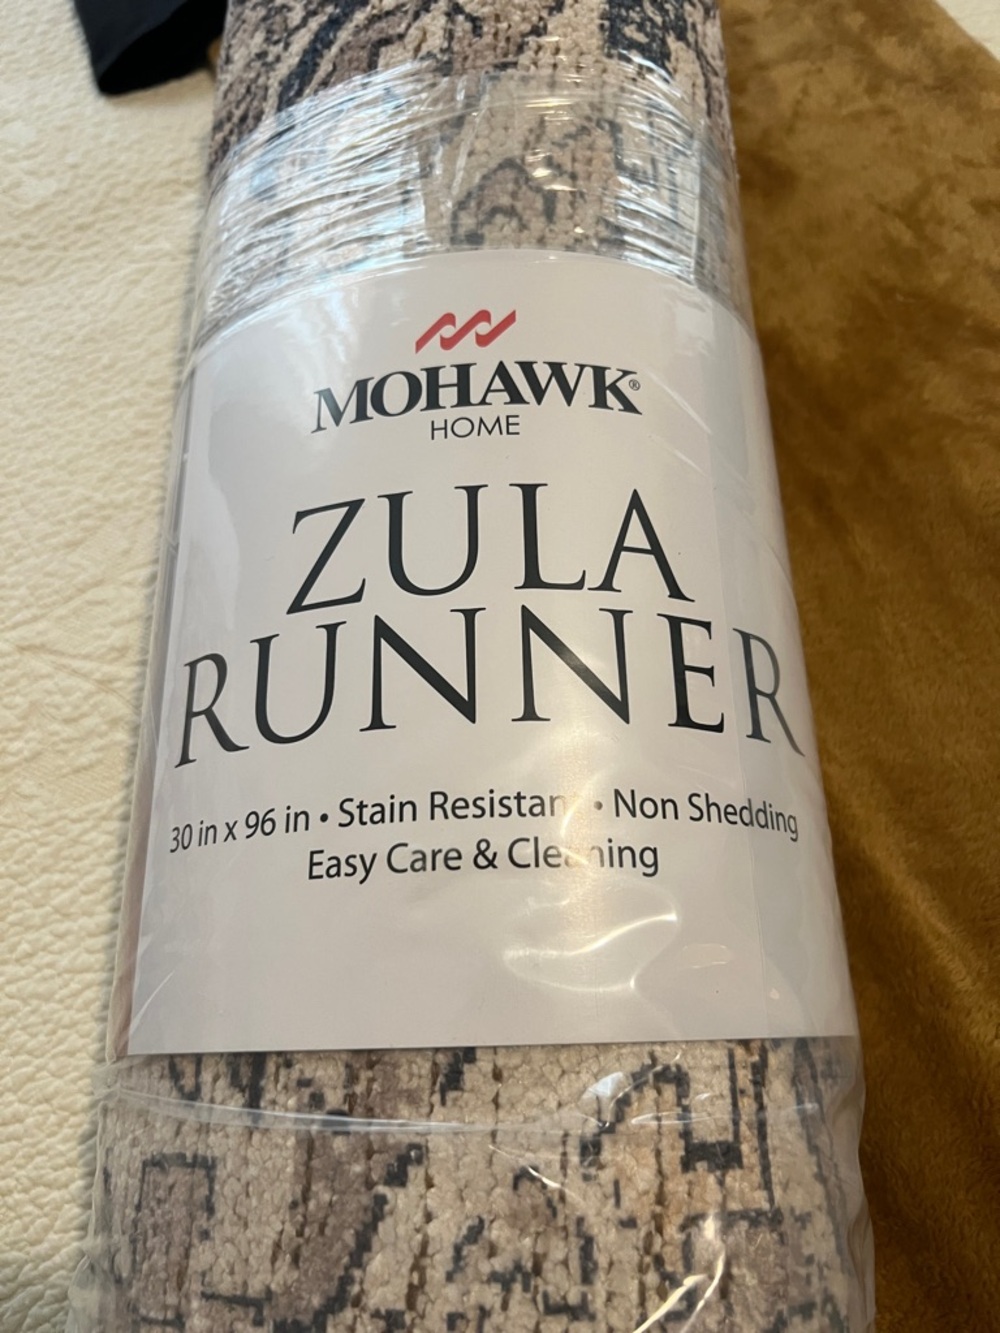 MOHAWK®
HOME
ZULA
RUNNER
30 in x 96 in • Stain Resistant • Non Shedding
Easy Care & Cleaning